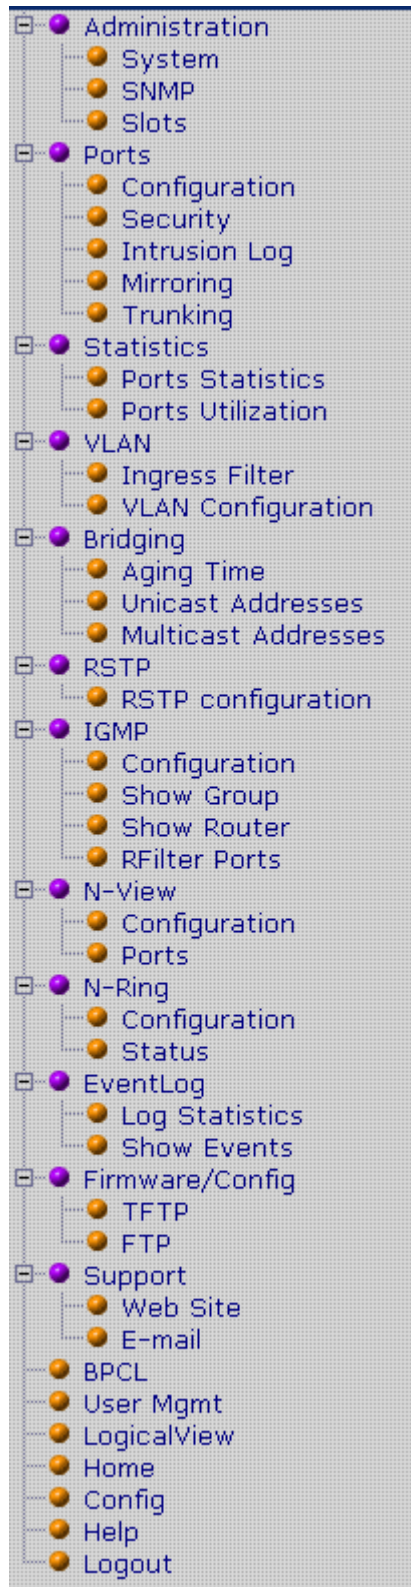 Administration
System
SNMP
Slots
Ports
Configuration
Security
Intrusion Log
Mirroring
Trunking
Statistics
Ports Statistics
Ports Utilization
VLAN
Ingress Filter
VLAN Configuration
Bridging
Aging Time
Unicast Addresses
Multicast Addresses
RSTP
RSTP configuration
IGMP
Configuration
Show Group
Show Router
RFilter Ports
N-View
Configuration
Ports
N-Ring
Configuration
Status
EventLog
Log Statistics
Show Events
Firmware/Config
TFTP
FTP
Support
Web Site
E-mail
BPCL
User Mgmt
LogicalView
Home
Config
Help
Logout